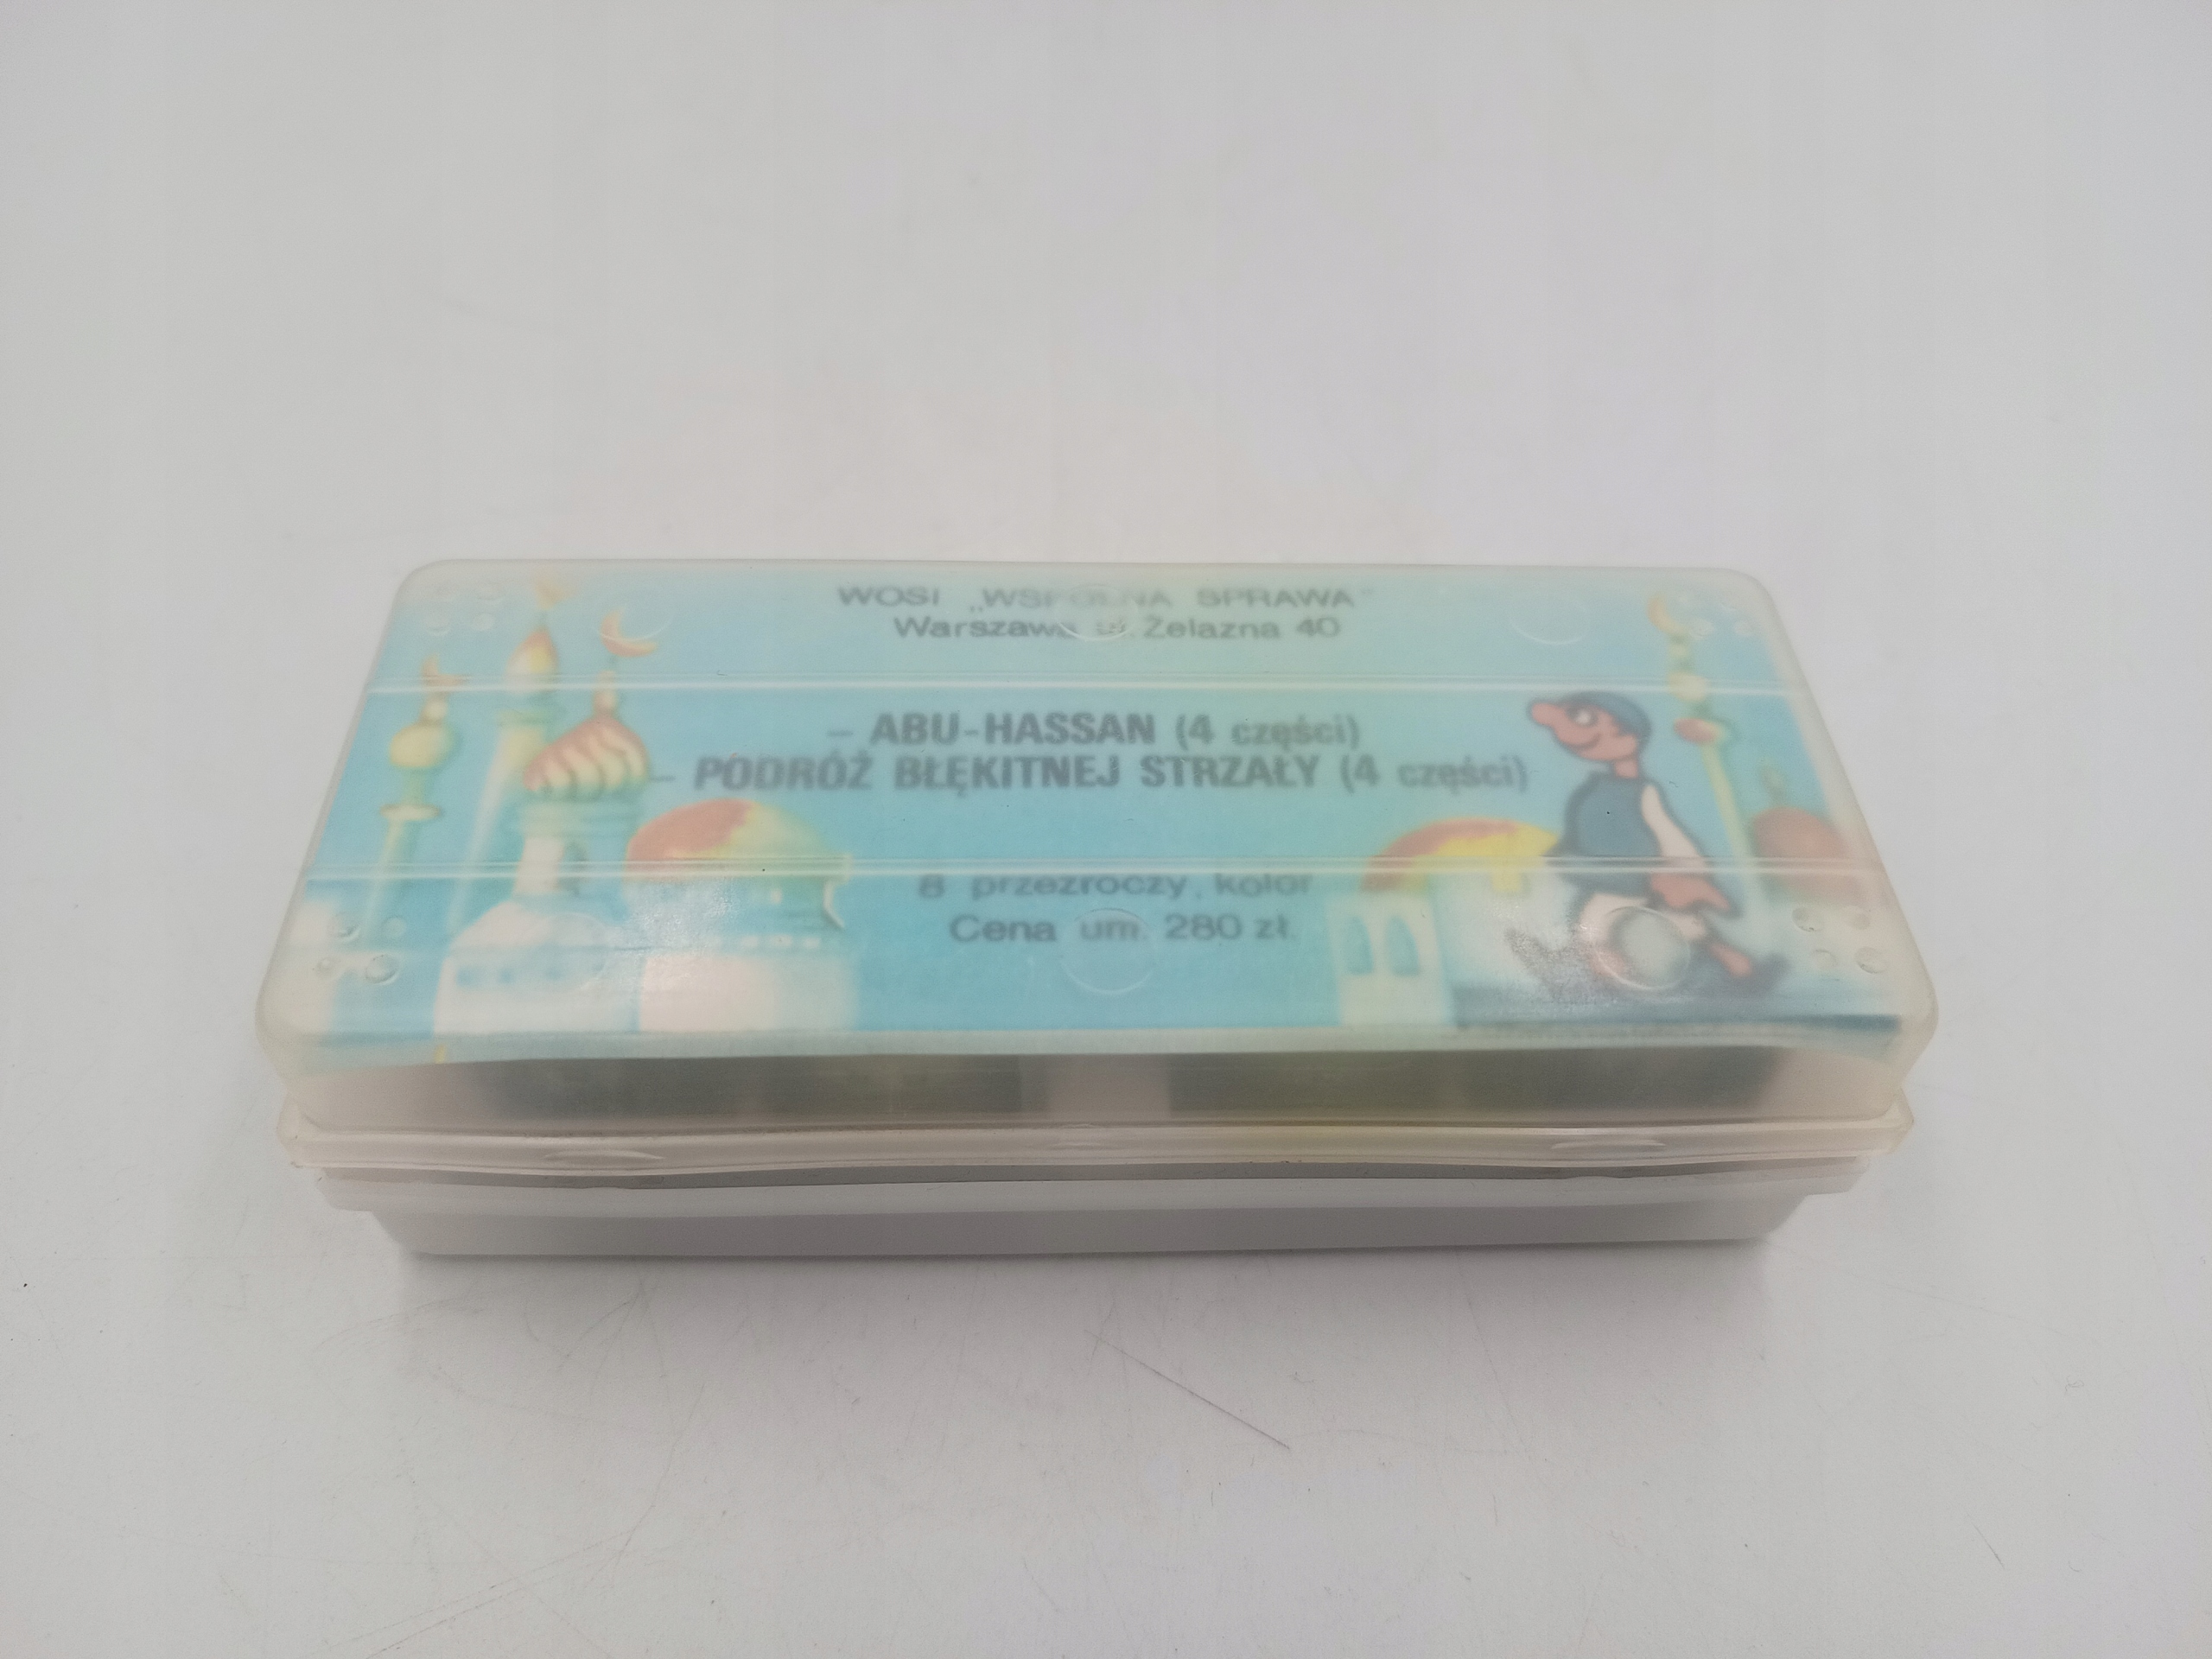 WOSI „WSPÓLNA SPRAWA”
Warszawa ul. Żelazna 40
– ABU-HASSAN (4 części)
– PODRÓŻ BŁĘKITNEJ STRZAŁY (4 części)
8 przezroczy, kolor
Cena um. 280 zł.